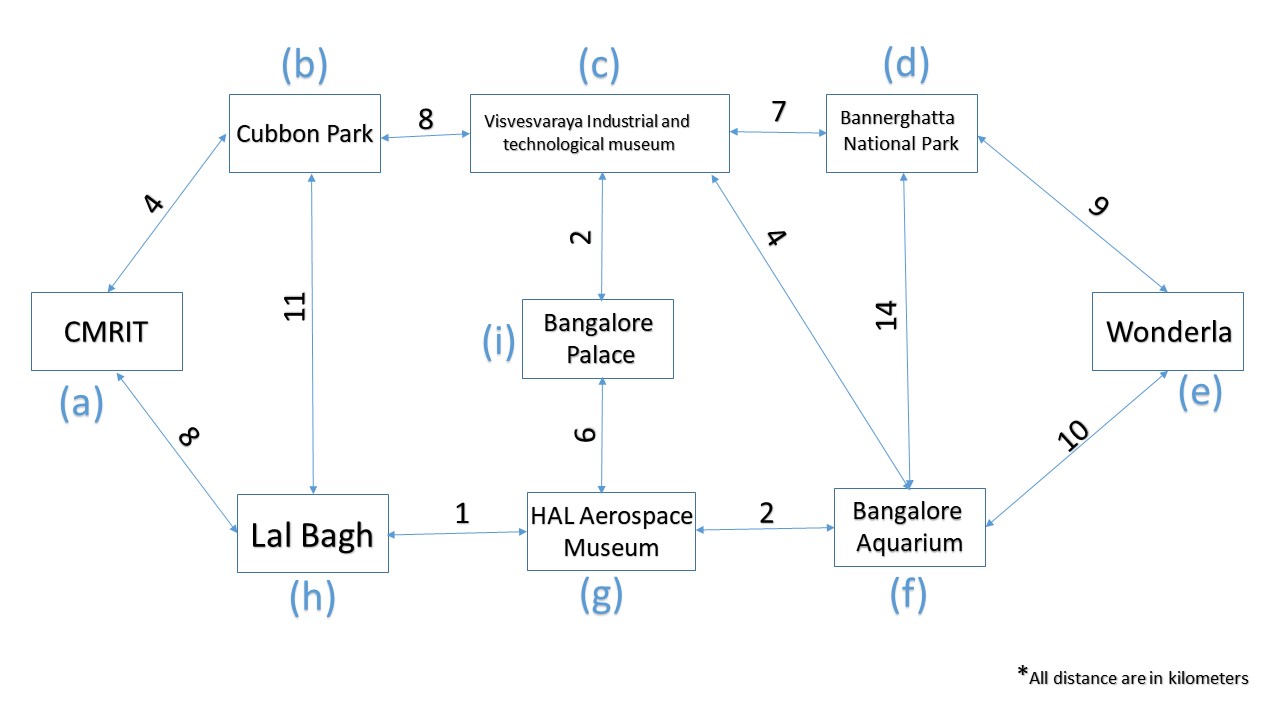 (b)
(c)
(d)
Cubbon Park
8
Visvesvaraya Industrial and
technological museum
7
Bannerghatta
National Park
4
11
2
4
14
9
CMRIT
(a)
(i)
Bangalore
Palace
Wonderla
(e)
8
6
10
Lal Bagh
(h)
1
HAL Aerospace
Museum
(g)
2
Bangalore
Aquarium
(f)
*All distance are in kilometers